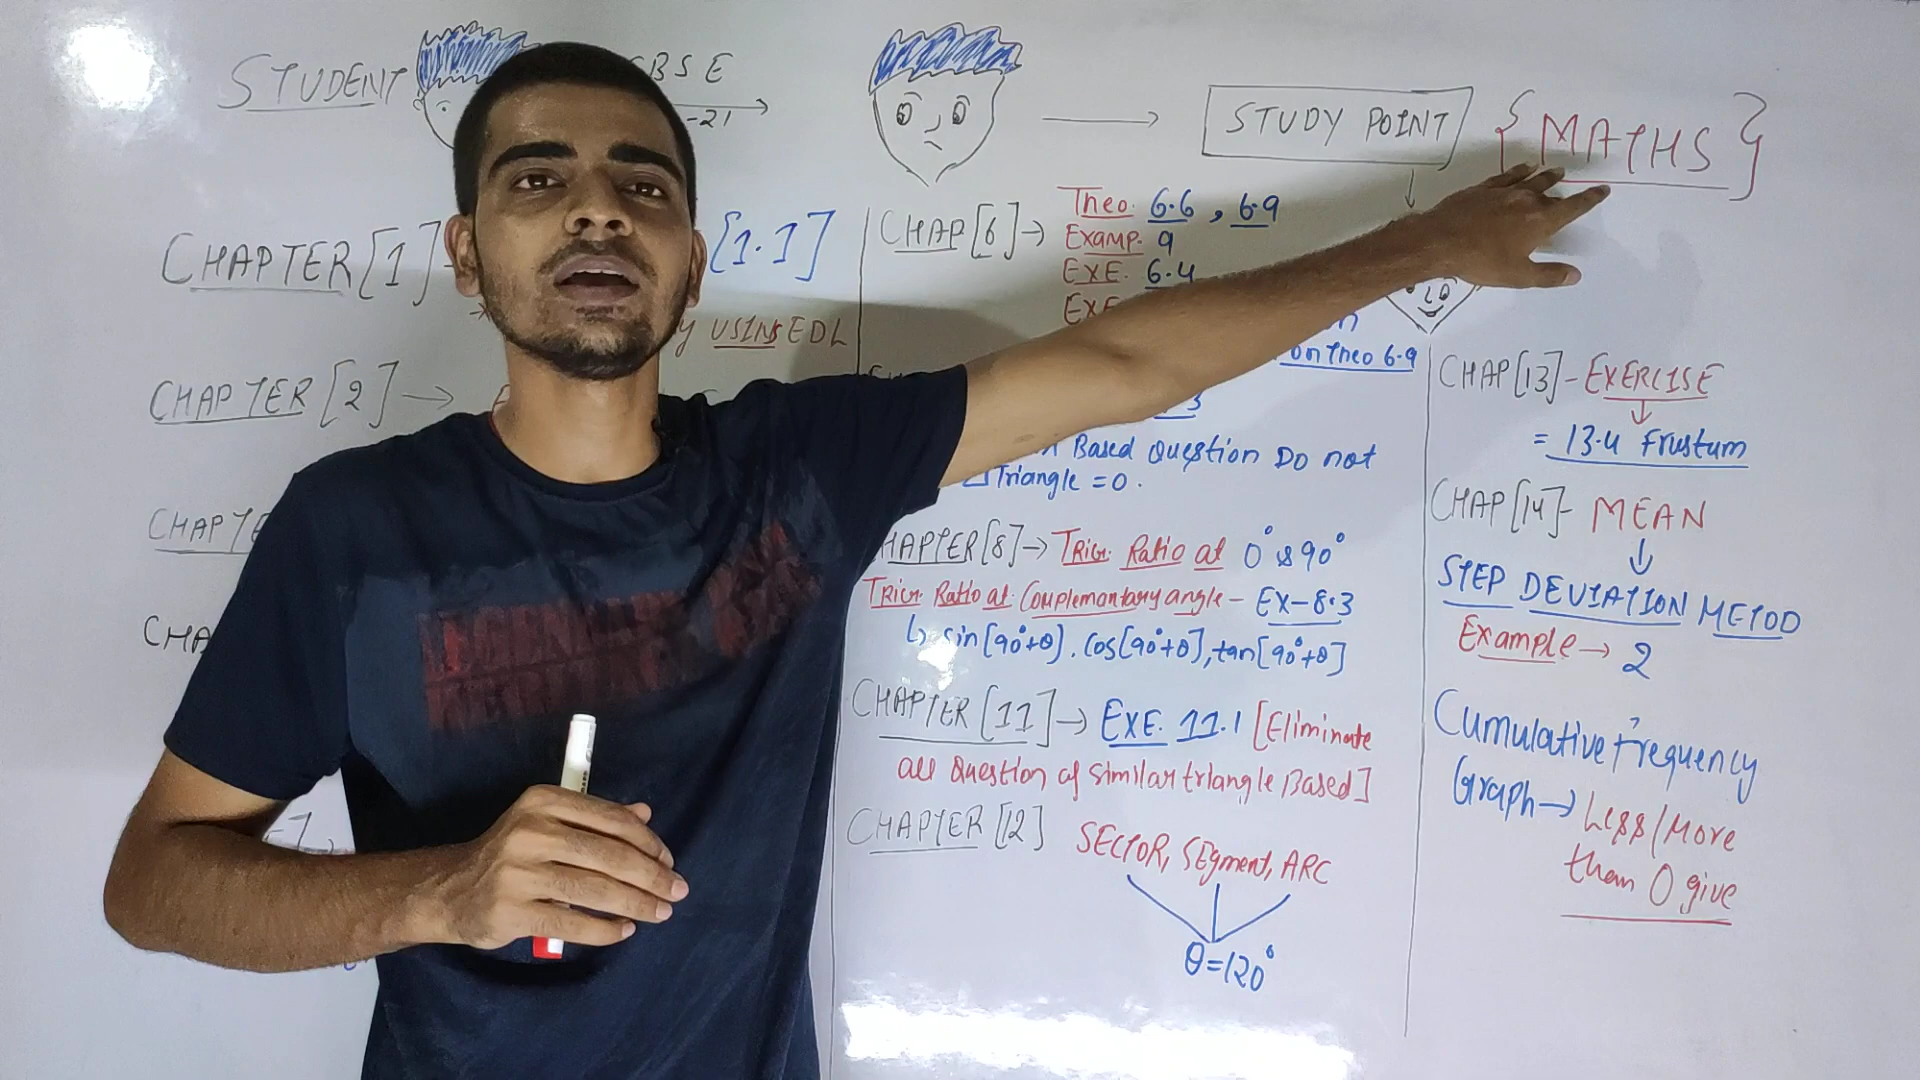 STUDENT
CBSE
-21
STUDY POINT
{MATHS}
CHAPTER [1]
[1.1]
USING EDL
CHAPTER [2] →
CHAP [6] → Theo. 6.6, 6.9
EXAMP. 9
EXE. 6.4
EXE
on Theo 6.9
3
Based Question Do not
Triangle = 0.
CHAPTER [8] → TRIG. Ratio at 0° & 90°
TRIG. Ratio at Complementary angle - EX-8.3
↳ sin[90°+θ], cos[90°+θ], tan[90°+θ]
CHAPTER [11] → EXE. 11.1 [Eliminate
all Question of similar triangle Based]
CHAPTER [12] SECTOR, SEgment, ARC
θ=120°
CHAP [13] - EXERCISE
↓
= 13.4 Frustum
CHAP [14] - MEAN
↓
STEP DEVIATION METOD
Example → 2
Cumulative Frequency
Graph → Less/More
than O give